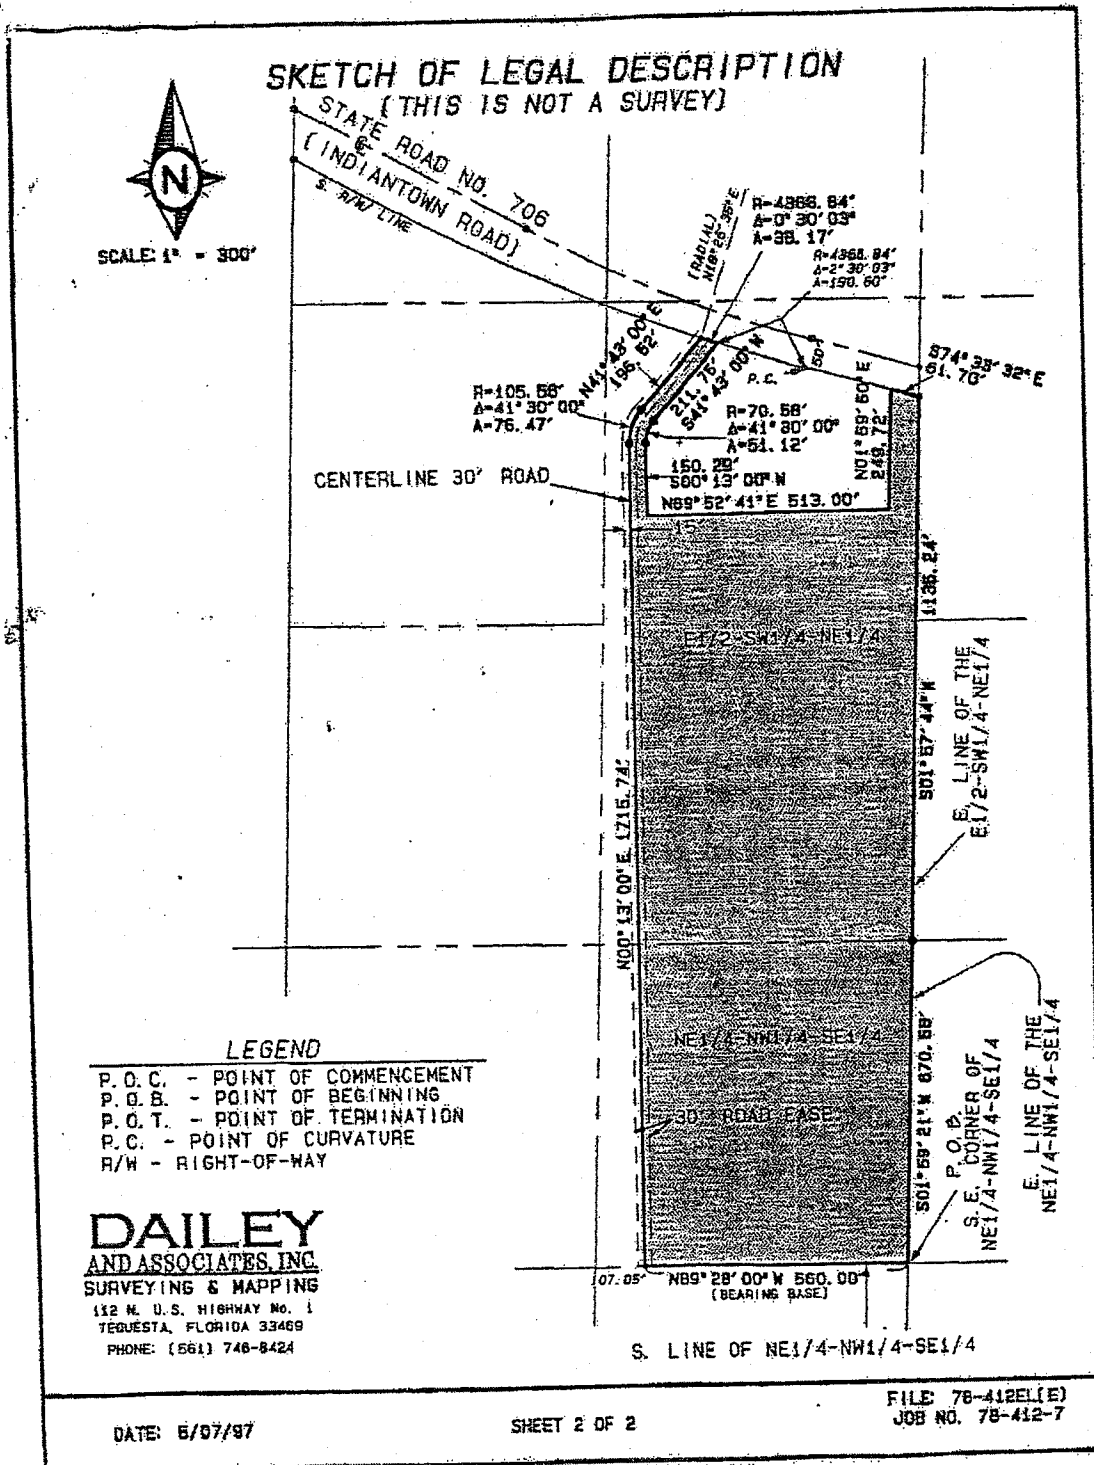 SKETCH OF LEGAL DESCRIPTION
(THIS IS NOT A SURVEY)
N
SCALE: 1" = 300'
STATE ROAD NO. 706
(INDIANTOWN ROAD)
S. R/W LINE
(RADIAL)
R=4368.84'
Δ=0°30'03"
A=38.17'
R=4368.84'
Δ=2°30'03"
A=190.60'
50'
P.C.
S74°33'32"E
61.70'
N41°43'00"E
196.52'
211.75'
S41°43'00"W
R=105.58'
Δ=41°30'00"
A=76.47'
R=70.58'
Δ=41°30'00"
A=51.12'
N01°59'50"E
249.72'
150.29'
S00°13'00"W
N89°52'41"E 513.00'
CENTERLINE 30' ROAD
15'
1136.24'
S01°57'44"W
E1/2-SW1/4-NE1/4
E. LINE OF THE
E1/2-SW1/4-NE1/4
N00°13'00"E 1715.74'
NE1/4-NW1/4-SE1/4
30' ROAD EASE
S01°59'21"W 670.58'
P.O.B.
S.E. CORNER OF
NE1/4-NW1/4-SE1/4
E. LINE OF THE
NE1/4-NW1/4-SE1/4
107.05'
N89°28'00"W 560.00'
(BEARING BASE)
S. LINE OF NE1/4-NW1/4-SE1/4
LEGEND
P.O.C. - POINT OF COMMENCEMENT
P.O.B. - POINT OF BEGINNING
P.O.T. - POINT OF TERMINATION
P.C. - POINT OF CURVATURE
R/W - RIGHT-OF-WAY
DAILEY
AND ASSOCIATES, INC.
SURVEYING & MAPPING
112 N. U.S. HIGHWAY No. 1
TEQUESTA, FLORIDA 33469
PHONE: (561) 746-8424
DATE: 5/07/97
SHEET 2 OF 2
FILE: 78-412EL(E)
JOB NO. 78-412-7